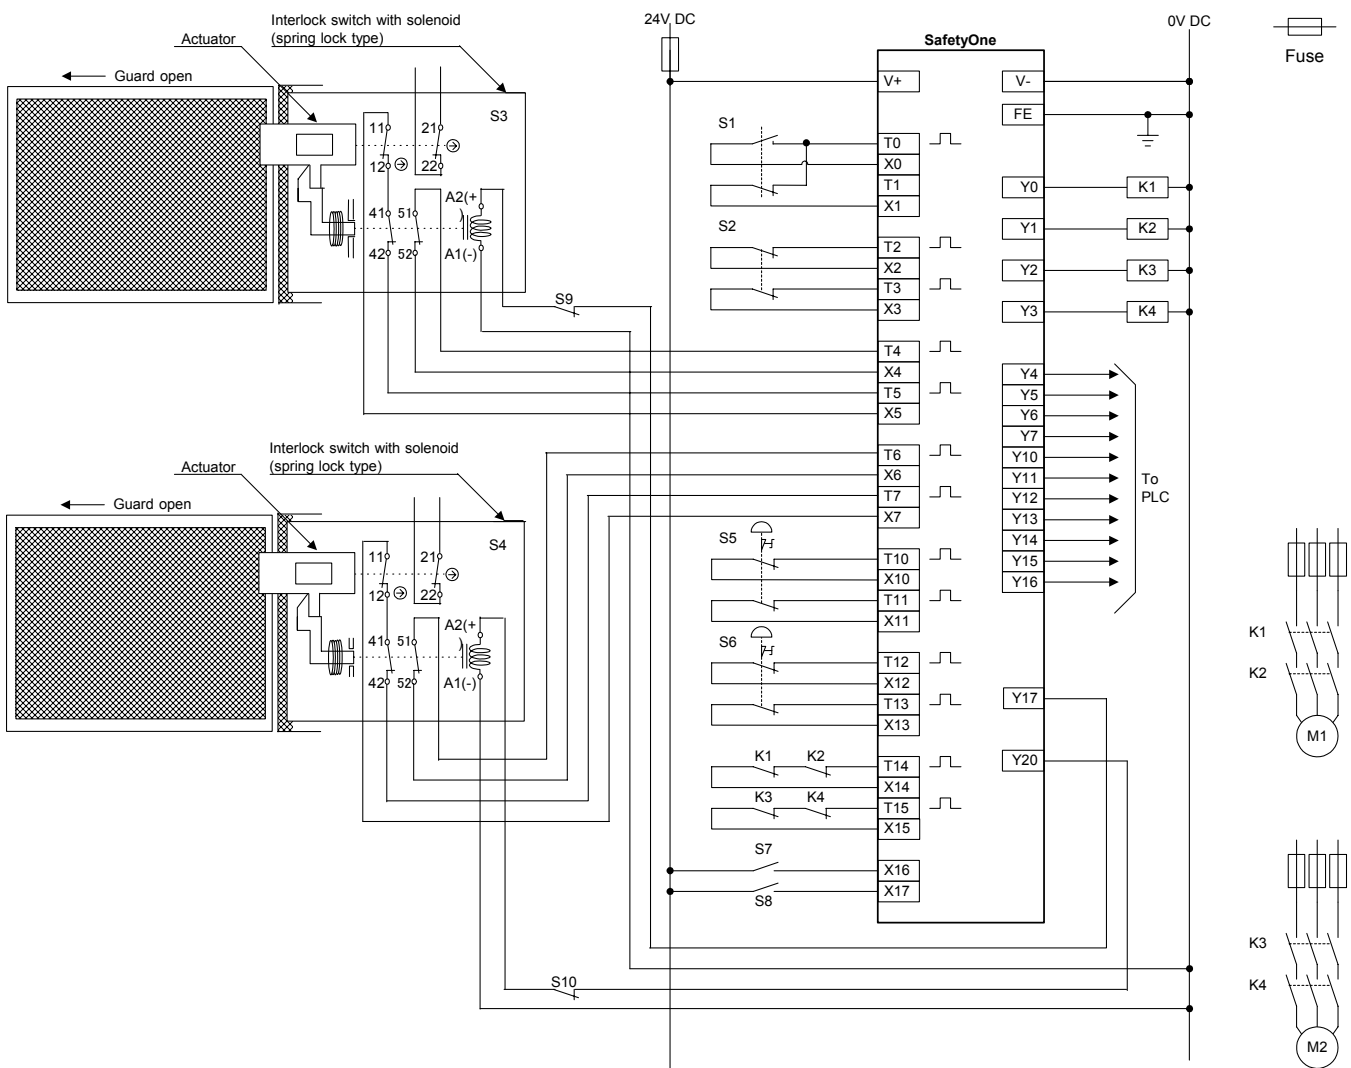 Interlock switch with solenoid
(spring lock type)
Actuator
Guard open
S3
11
21
12
22
A2(+
)
41
51
42
52
A1(-)
S9
Interlock switch with solenoid
(spring lock type)
Actuator
Guard open
S4
11
21
12
22
A2(+
)
41
51
42
52
A1(-)
S10
24V DC
0V DC
Fuse
SafetyOne
V+
V-
FE
S1
T0
X0
T1
X1
S2
T2
X2
T3
X3
T4
X4
T5
X5
T6
X6
T7
X7
S5
T10
X10
T11
X11
S6
T12
X12
T13
X13
K1 K2
T14
X14
K3 K4
T15
X15
S7
X16
S8
X17
Y0 K1
Y1 K2
Y2 K3
Y3 K4
Y4
Y5
Y6
Y7
Y10
Y11
Y12
Y13
Y14
Y15
Y16
To
PLC
Y17
Y20
K1
K2
M1
K3
K4
M2